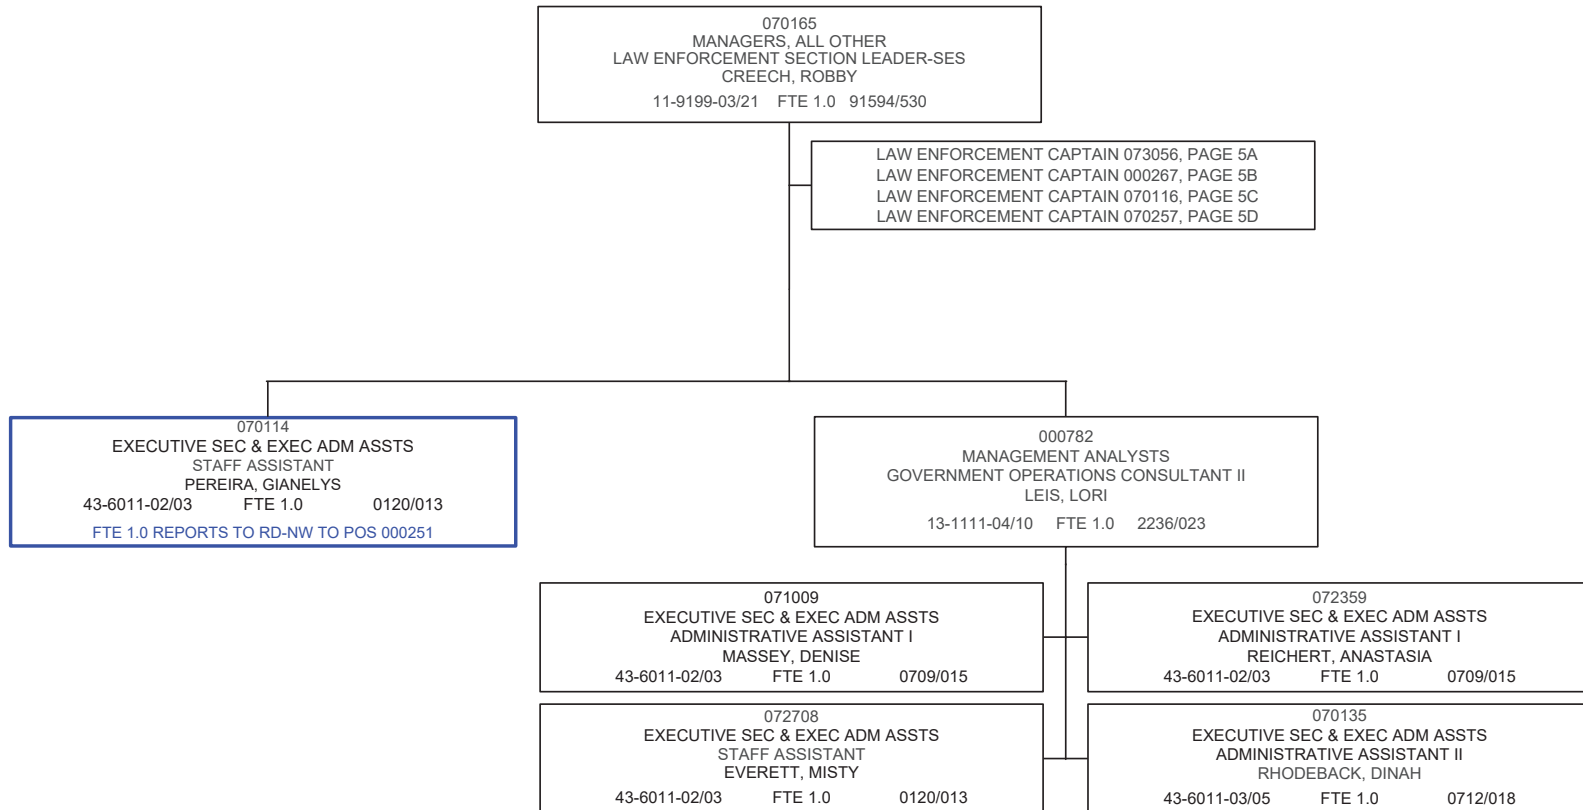 070165
MANAGERS, ALL OTHER
LAW ENFORCEMENT SECTION LEADER-SES
CREECH, ROBBY
11-9199-03/21 FTE 1.0 91594/530
LAW ENFORCEMENT CAPTAIN 073056, PAGE 5A
LAW ENFORCEMENT CAPTAIN 000267, PAGE 5B
LAW ENFORCEMENT CAPTAIN 070116, PAGE 5C
LAW ENFORCEMENT CAPTAIN 070257, PAGE 5D
070114
EXECUTIVE SEC & EXEC ADM ASSTS
STAFF ASSISTANT
PEREIRA, GIANELYS
43-6011-02/03 FTE 1.0 0120/013
FTE 1.0 REPORTS TO RD-NW TO POS 000251
000782
MANAGEMENT ANALYSTS
GOVERNMENT OPERATIONS CONSULTANT II
LEIS, LORI
13-1111-04/10 FTE 1.0 2236/023
071009
EXECUTIVE SEC & EXEC ADM ASSTS
ADMINISTRATIVE ASSISTANT I
MASSEY, DENISE
43-6011-02/03 FTE 1.0 0709/015
072359
EXECUTIVE SEC & EXEC ADM ASSTS
ADMINISTRATIVE ASSISTANT I
REICHERT, ANASTASIA
43-6011-02/03 FTE 1.0 0709/015
072708
EXECUTIVE SEC & EXEC ADM ASSTS
STAFF ASSISTANT
EVERETT, MISTY
43-6011-02/03 FTE 1.0 0120/013
070135
EXECUTIVE SEC & EXEC ADM ASSTS
ADMINISTRATIVE ASSISTANT II
RHODEBACK, DINAH
43-6011-03/05 FTE 1.0 0712/018